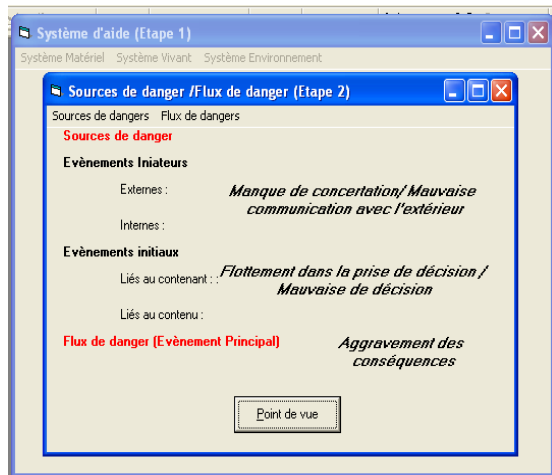 Système d'aide (Etape 1)
Système Matériel Système Vivant Système Environnement
Sources de danger /Flux de danger (Etape 2)
Sources de dangers Flux de dangers
Sources de danger
Evènements Iniateurs
Externes : Manque de concertation/ Mauvaise
communication avec l'extérieur
Internes :
Evènements initiaux
Liés au contenant : : Flottement dans la prise de décision /
Mauvaise de décision
Liés au contenu :
Flux de danger (Evènement Principal) Aggravement des
conséquences
Point de vue